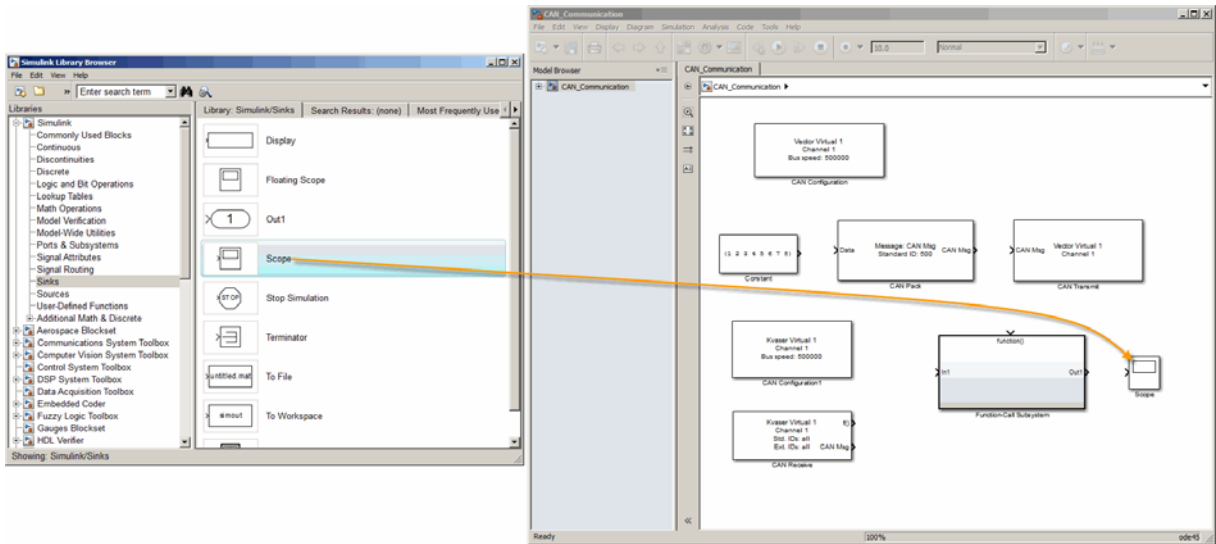 Simulink Library Browser
File Edit View Help
» Enter search term
Libraries
Library: Simulink/Sinks
Search Results: (none)
Most Frequently Use
Simulink
Commonly Used Blocks
Continuous
Discontinuities
Discrete
Logic and Bit Operations
Lookup Tables
Math Operations
Model Verification
Model-Wide Utilities
Ports & Subsystems
Signal Attributes
Signal Routing
Sinks
Sources
User-Defined Functions
Additional Math & Discrete
Aerospace Blockset
Communications System Toolbox
Computer Vision System Toolbox
Control System Toolbox
DSP System Toolbox
Data Acquisition Toolbox
Embedded Coder
Fuzzy Logic Toolbox
Gauges Blockset
HDL Verifier
Display
Floating Scope
1
Out1
Scope
STOP
Stop Simulation
Terminator
untitled.mat
To File
simout
To Workspace
Showing: Simulink/Sinks
CAN_Communication
File Edit View Display Diagram Simulation Analysis Code Tools Help
10.0
Normal
Model Browser
CAN_Communication
CAN_Communication
CAN_Communication
Vector Virtual 1
Channel 1
Bus speed: 500000
CAN Configuration
(1 2 3 4 5 6 7 8)
Constant
Data
Message: CAN Msg
Standard ID: 500
CAN Msg
CAN Pack
CAN Msg
Vector Virtual 1
Channel 1
CAN Transmit
Kvaser Virtual 1
Channel 1
Bus speed: 500000
CAN Configuration1
function()
In1
Out1
Function-Call Subsystem
Scope
Kvaser Virtual 1
Channel 1
Std. IDs: all
Ext. IDs: all
f()
CAN Msg
CAN Receive
Ready
100%
ode45